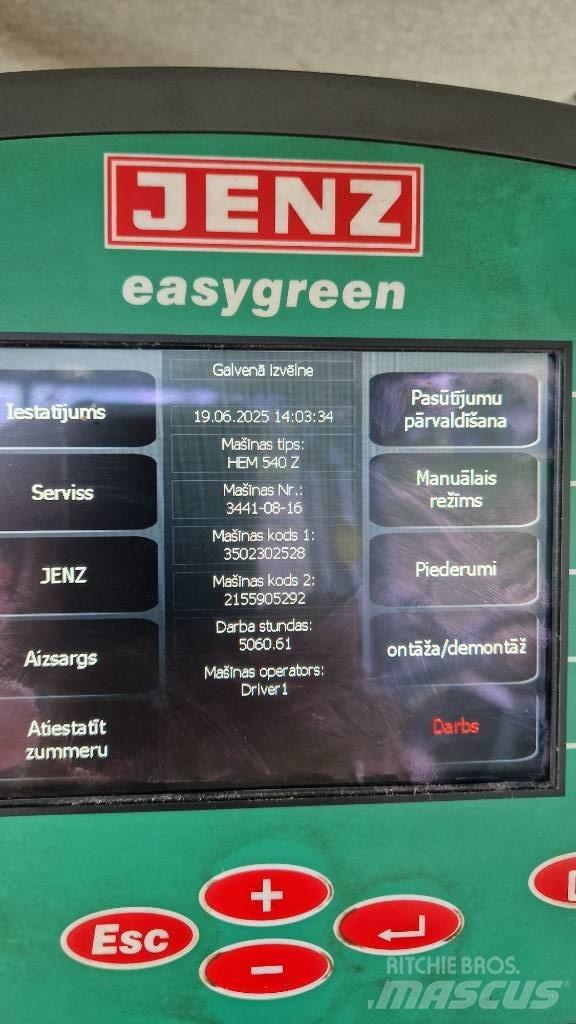 JENZ
easygreen
Galvenā izvēlne
Iestatījums
19.06.2025 14:03:34
Pasūtījumu
pārvaldīšana
Mašīnas tips:
HEM 540 Z
Serviss
Mašīnas Nr.:
3441-08-16
Manuālais
režīms
Mašīnas kods 1:
3502302528
JENZ
Mašīnas kods 2:
2155905292
Piederumi
Darba stundas:
5060.61
Aizsargs
Mašīnas operators:
Driver1
ontāža/demontāž
Atiestatīt
zummeru
Darbs
+
Esc
-
RITCHIE BROS.
MASCUS